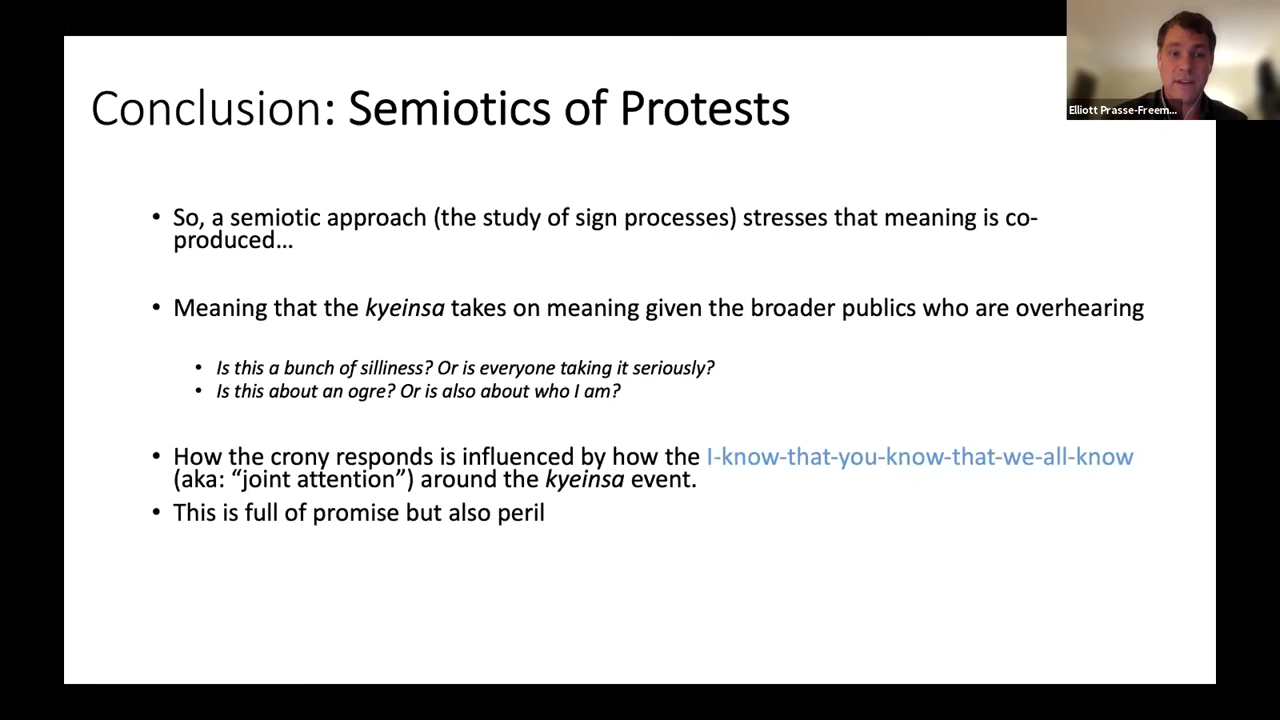 Conclusion: Semiotics of Protests
Elliott Prasse-Freem...
• So, a semiotic approach (the study of sign processes) stresses that meaning is co-
produced…
• Meaning that the kyeinsa takes on meaning given the broader publics who are overhearing
• Is this a bunch of silliness? Or is everyone taking it seriously?
• Is this about an ogre? Or is also about who I am?
• How the crony responds is influenced by how the I-know-that-you-know-that-we-all-know
(aka: “joint attention”) around the kyeinsa event.
• This is full of promise but also peril